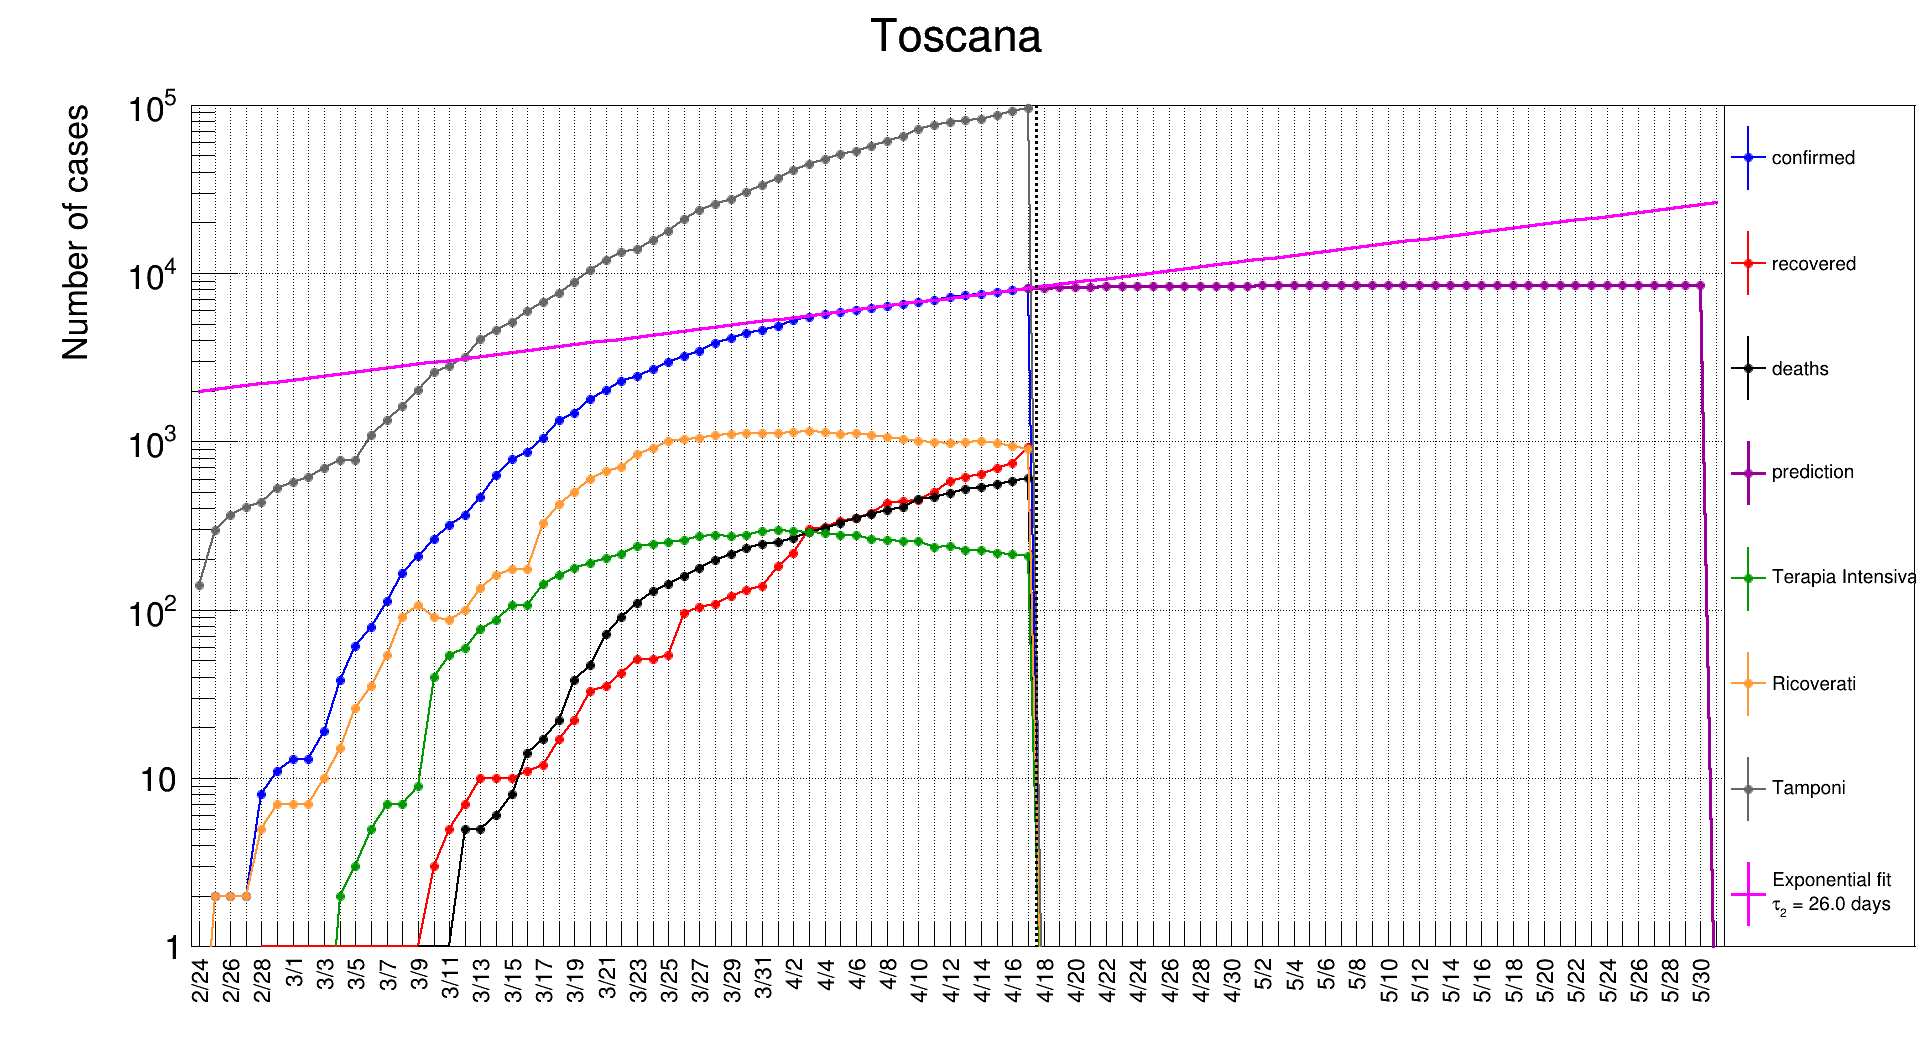 Toscana
Number of cases
10^5
10^4
10^3
10^2
10
1
2/24 2/26 2/28 3/1 3/3 3/5 3/7 3/9 3/11 3/13 3/15 3/17 3/19 3/21 3/23 3/25 3/27 3/29 3/31 4/2 4/4 4/6 4/8 4/10 4/12 4/14 4/16 4/18 4/20 4/22 4/24 4/26 4/28 4/30 5/2 5/4 5/6 5/8 5/10 5/12 5/14 5/16 5/18 5/20 5/22 5/24 5/26 5/28 5/30
confirmed
recovered
deaths
prediction
Terapia Intensiva
Ricoverati
Tamponi
Exponential fit
τ₂ = 26.0 days